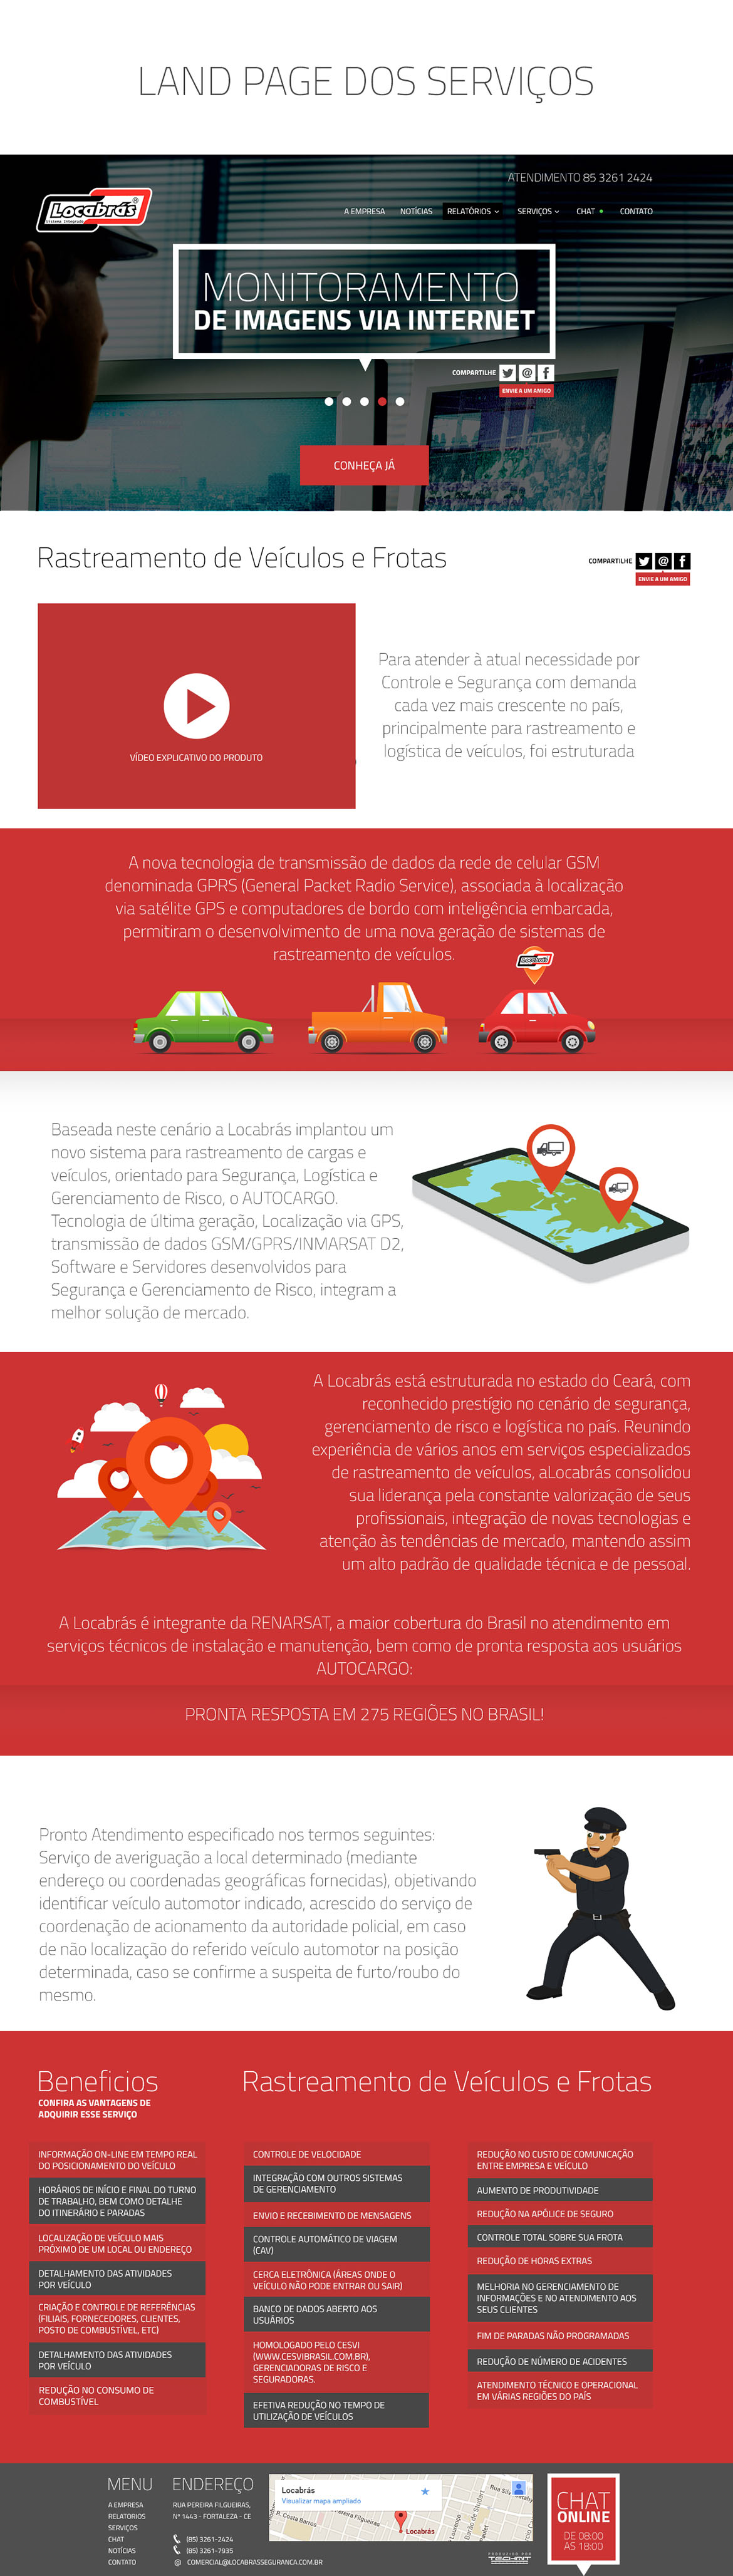 LAND PAGE DOS SERVIÇOS
ATENDIMENTO 85 3261 2424
Locabrás®
Sistema Integrado
A EMPRESA NOTÍCIAS RELATÓRIOS SERVIÇOS CHAT CONTATO
MONITORAMENTO
DE IMAGENS VIA INTERNET
COMPARTILHE
ENVIE A UM AMIGO
CONHEÇA JÁ
Rastreamento de Veículos e Frotas
COMPARTILHE
ENVIE A UM AMIGO
VÍDEO EXPLICATIVO DO PRODUTO
Para atender à atual necessidade por
Controle e Segurança com demanda
cada vez mais crescente no país,
principalmente para rastreamento e
logística de veículos, foi estruturada
A nova tecnologia de transmissão de dados da rede de celular GSM
denominada GPRS (General Packet Radio Service), associada à localização
via satélite GPS e computadores de bordo com inteligência embarcada,
permitiram o desenvolvimento de uma nova geração de sistemas de
rastreamento de veículos.
Locabrás
Baseada neste cenário a Locabrás implantou um
novo sistema para rastreamento de cargas e
veículos, orientado para Segurança, Logística e
Gerenciamento de Risco, o AUTOCARGO.
Tecnologia de última geração, Localização via GPS,
transmissão de dados GSM/GPRS/INMARSAT D2,
Software e Servidores desenvolvidos para
Segurança e Gerenciamento de Risco, integram a
melhor solução de mercado.
A Locabrás está estruturada no estado do Ceará, com
reconhecido prestígio no cenário de segurança,
gerenciamento de risco e logística no país. Reunindo
experiência de vários anos em serviços especializados
de rastreamento de veículos, aLocabrás consolidou
sua liderança pela constante valorização de seus
profissionais, integração de novas tecnologias e
atenção às tendências de mercado, mantendo assim
um alto padrão de qualidade técnica e de pessoal.
A Locabrás é integrante da RENARSAT, a maior cobertura do Brasil no atendimento em
serviços técnicos de instalação e manutenção, bem como de pronta resposta aos usuários
AUTOCARGO:
PRONTA RESPOSTA EM 275 REGIÕES NO BRASIL!
Pronto Atendimento especificado nos termos seguintes:
Serviço de averiguação a local determinado (mediante
endereço ou coordenadas geográficas fornecidas), objetivando
identificar veículo automotor indicado, acrescido do serviço de
coordenação de acionamento da autoridade policial, em caso
de não localização do referido veículo automotor na posição
determinada, caso se confirme a suspeita de furto/roubo do
mesmo.
Beneficios
CONFIRA AS VANTAGENS DE
ADQUIRIR ESSE SERVIÇO
Rastreamento de Veículos e Frotas
INFORMAÇÃO ON-LINE EM TEMPO REAL
DO POSICIONAMENTO DO VEÍCULO
HORÁRIOS DE INÍCIO E FINAL DO TURNO
DE TRABALHO, BEM COMO DETALHE
DO ITINERÁRIO E PARADAS
LOCALIZAÇÃO DE VEÍCULO MAIS
PRÓXIMO DE UM LOCAL OU ENDEREÇO
DETALHAMENTO DAS ATIVIDADES
POR VEÍCULO
CRIAÇÃO E CONTROLE DE REFERÊNCIAS
(FILIAIS, FORNECEDORES, CLIENTES,
POSTO DE COMBUSTÍVEL, ETC)
DETALHAMENTO DAS ATIVIDADES
POR VEÍCULO
REDUÇÃO NO CONSUMO DE
COMBUSTÍVEL
CONTROLE DE VELOCIDADE
INTEGRAÇÃO COM OUTROS SISTEMAS
DE GERENCIAMENTO
ENVIO E RECEBIMENTO DE MENSAGENS
CONTROLE AUTOMÁTICO DE VIAGEM
(CAV)
CERCA ELETRÔNICA (ÁREAS ONDE O
VEÍCULO NÃO PODE ENTRAR OU SAIR)
BANCO DE DADOS ABERTO AOS
USUÁRIOS
HOMOLOGADO PELO CESVI
(WWW.CESVIBRASIL.COM.BR),
GERENCIADORAS DE RISCO E
SEGURADORAS.
EFETIVA REDUÇÃO NO TEMPO DE
UTILIZAÇÃO DE VEÍCULOS
REDUÇÃO NO CUSTO DE COMUNICAÇÃO
ENTRE EMPRESA E VEÍCULO
AUMENTO DE PRODUTIVIDADE
REDUÇÃO NA APÓLICE DE SEGURO
CONTROLE TOTAL SOBRE SUA FROTA
REDUÇÃO DE HORAS EXTRAS
MELHORIA NO GERENCIAMENTO DE
INFORMAÇÕES E NO ATENDIMENTO AOS
SEUS CLIENTES
FIM DE PARADAS NÃO PROGRAMADAS
REDUÇÃO DE NÚMERO DE ACIDENTES
ATENDIMENTO TÉCNICO E OPERACIONAL
EM VÁRIAS REGIÕES DO PAÍS
MENU
A EMPRESA
RELATORIOS
SERVIÇOS
CHAT
NOTÍCIAS
CONTATO
ENDEREÇO
RUA PEREIRA FILGUEIRAS,
Nº 1443 - FORTALEZA - CE
(85) 3261-2424
(85) 3261-7935
@ COMERCIAL@LOCABRASSEGURANCA.COM.BR
Locabrás
Visualizar mapa ampliado
R. Costa Barros
Pereira Filgueiras
Locabrás
CHAT
ONLINE
DE 08:00
AS 18:00